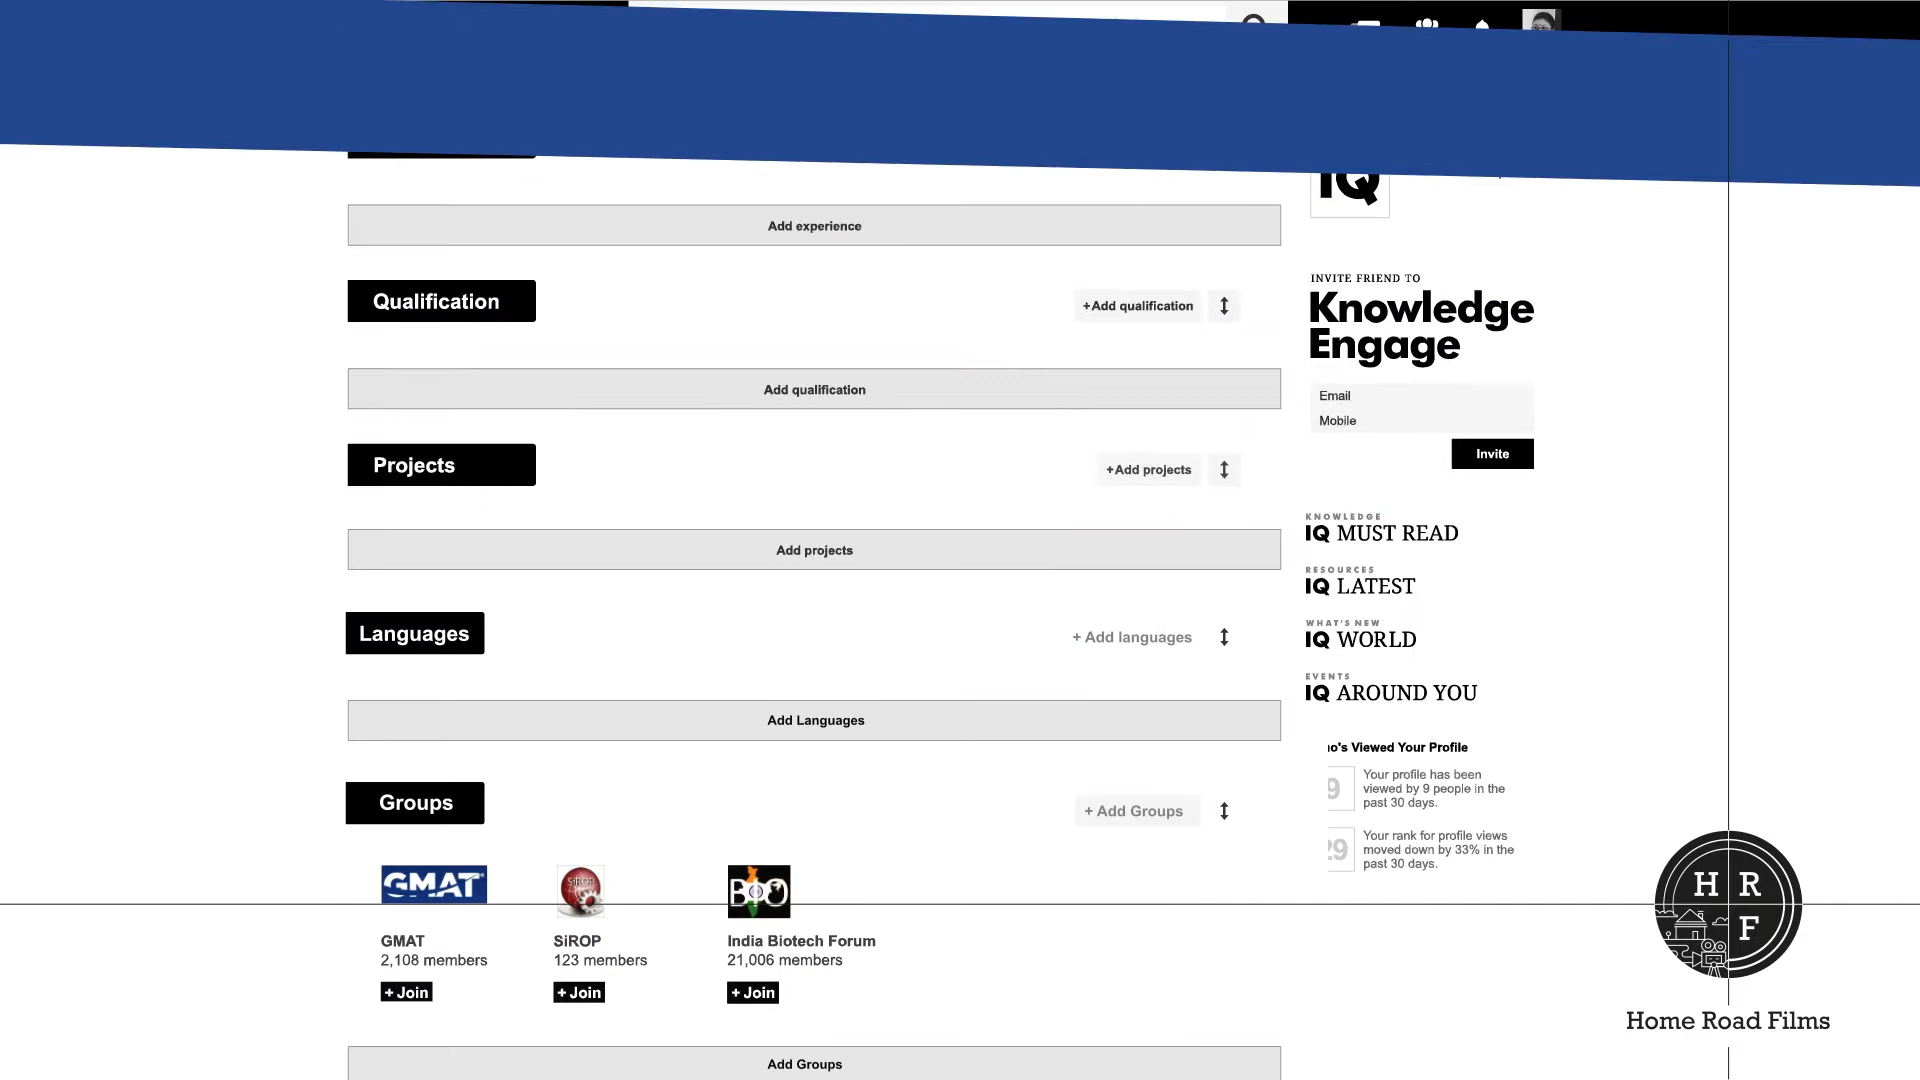 IQ
Add experience
Qualification
+Add qualification
Add qualification
Projects
+Add projects
Add projects
Languages
+ Add languages
Add Languages
Groups
+ Add Groups
GMAT
SiROP
BIO
GMAT
2,108 members
+ Join
SiROP
123 members
+ Join
India Biotech Forum
21,006 members
+ Join
Add Groups
INVITE FRIEND TO
Knowledge
Engage
Email
Mobile
Invite
KNOWLEDGE
IQ MUST READ
RESOURCES
IQ LATEST
WHAT'S NEW
IQ WORLD
EVENTS
IQ AROUND YOU
o's Viewed Your Profile
9
Your profile has been
viewed by 9 people in the
past 30 days.
29
Your rank for profile views
moved down by 33% in the
past 30 days.
H R
F
Home Road Films